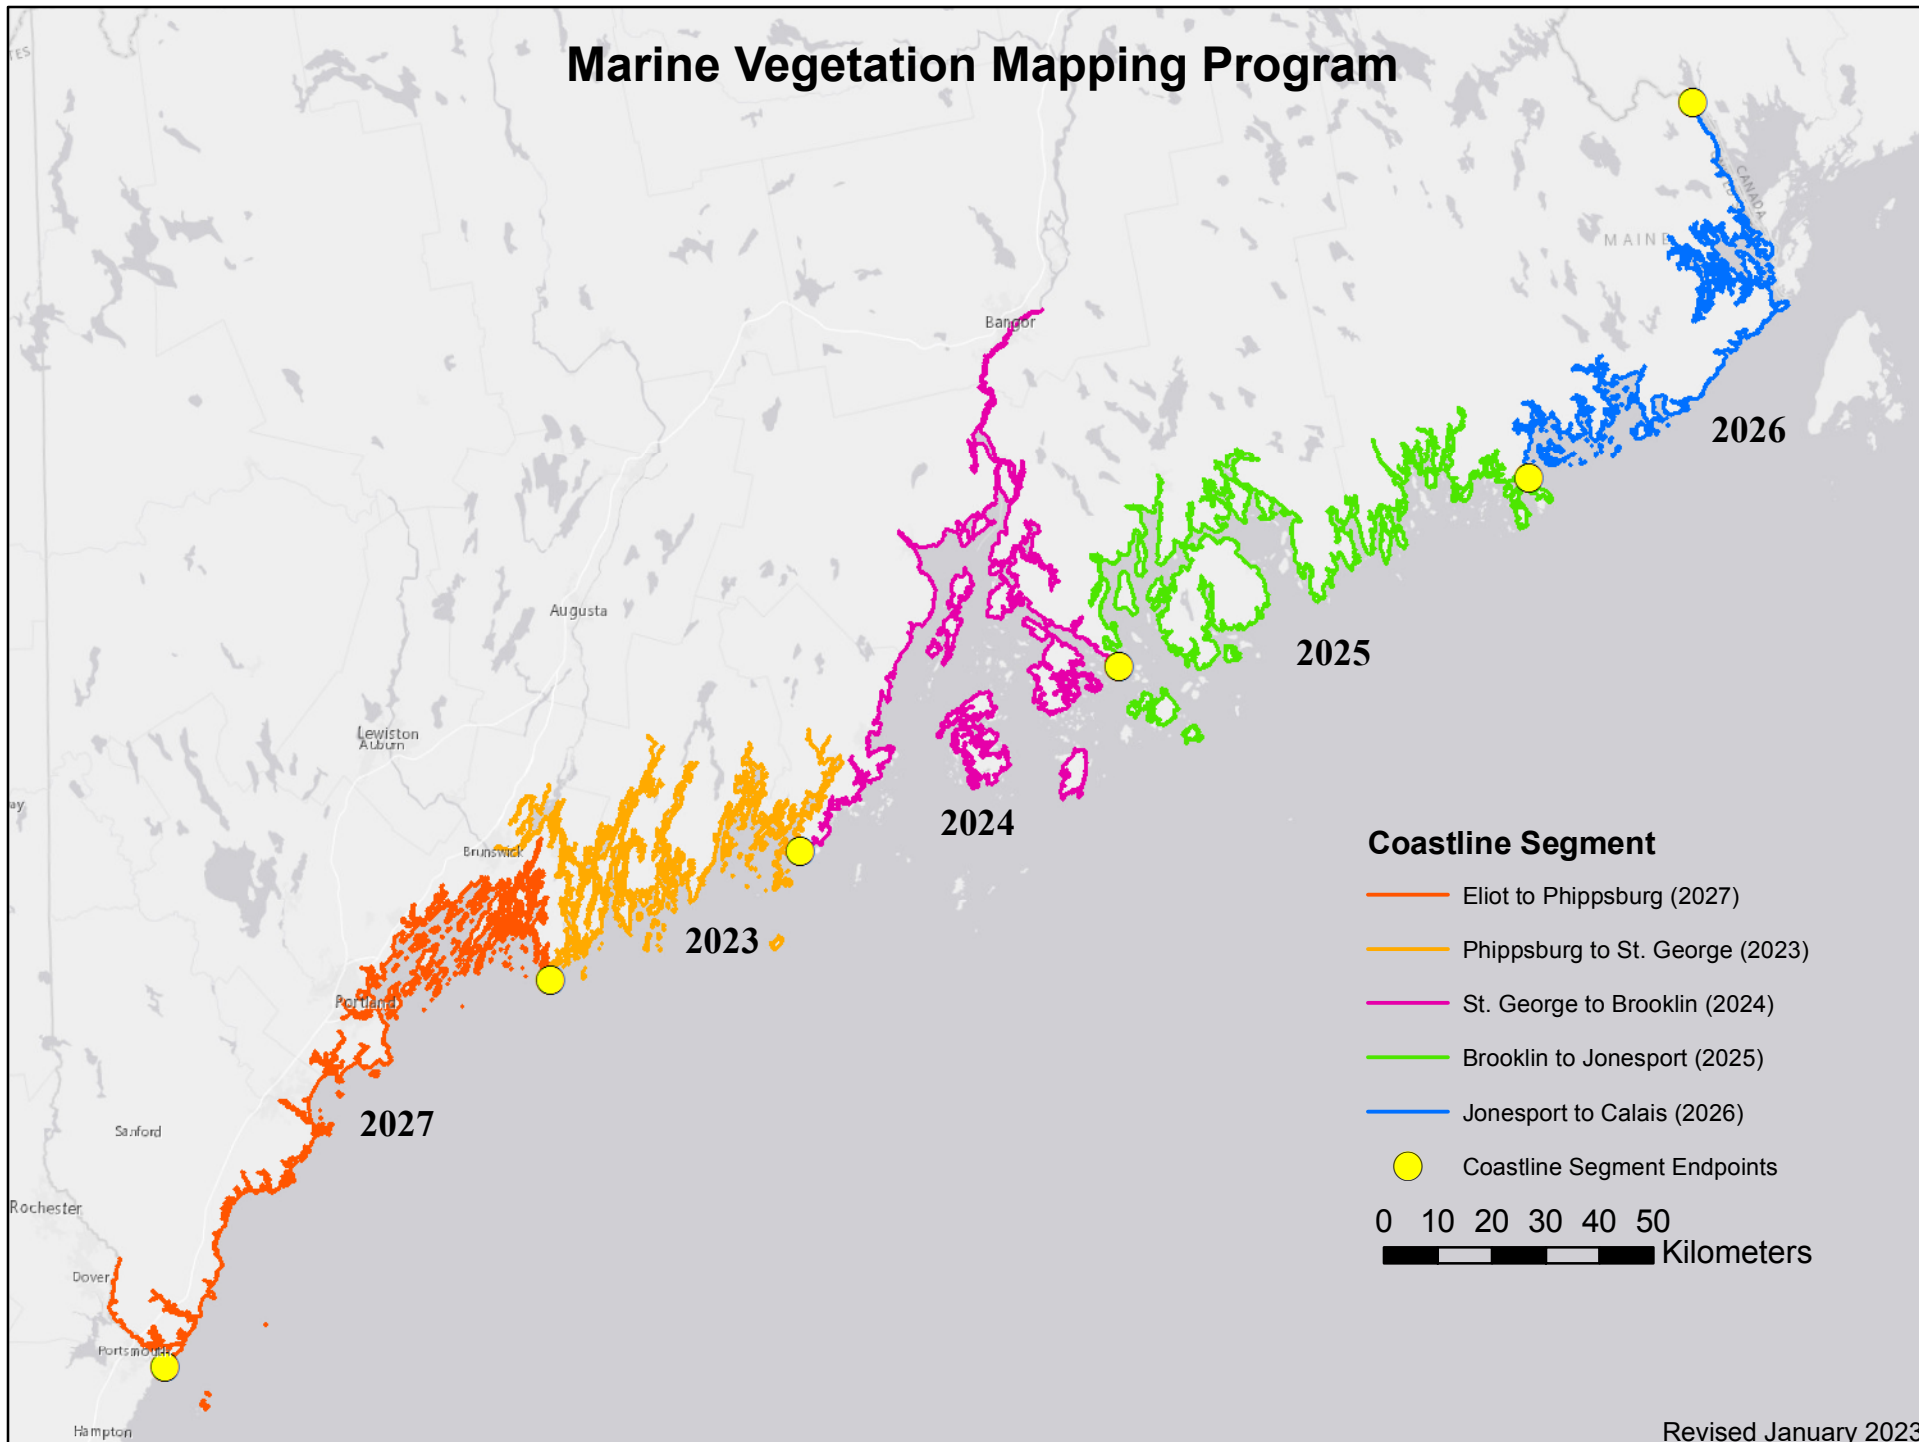 TES
Marine Vegetation Mapping Program
CANADA
MAINE
Bangor
2026
2025
Augusta
Lewiston
Auburn
ay
2024
Brunswick
2023
Coastline Segment
Eliot to Phippsburg (2027)
Phippsburg to St. George (2023)
St. George to Brooklin (2024)
Brooklin to Jonesport (2025)
Jonesport to Calais (2026)
Coastline Segment Endpoints
0 10 20 30 40 50
Kilometers
Portland
2027
Sanford
Rochester
Dover
Portsmouth
Hampton
Revised January 2023